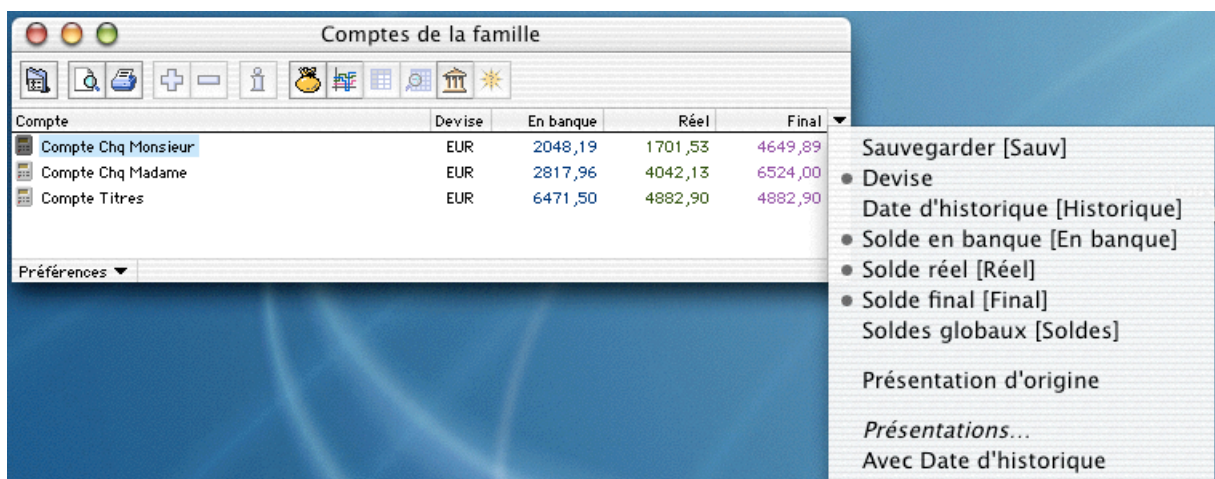 Comptes de la famille
Compte Devise En banque Réel Final
Compte Chq Monsieur EUR 2048,19 1701,53 4649,89
Compte Chq Madame EUR 2817,96 4042,13 6524,00
Compte Titres EUR 6471,50 4882,90 4882,90
Préférences
Sauvegarder [Sauv]
Devise
Date d'historique [Historique]
Solde en banque [En banque]
Solde réel [Réel]
Solde final [Final]
Soldes globaux [Soldes]
Présentation d'origine
Présentations...
Avec Date d'historique